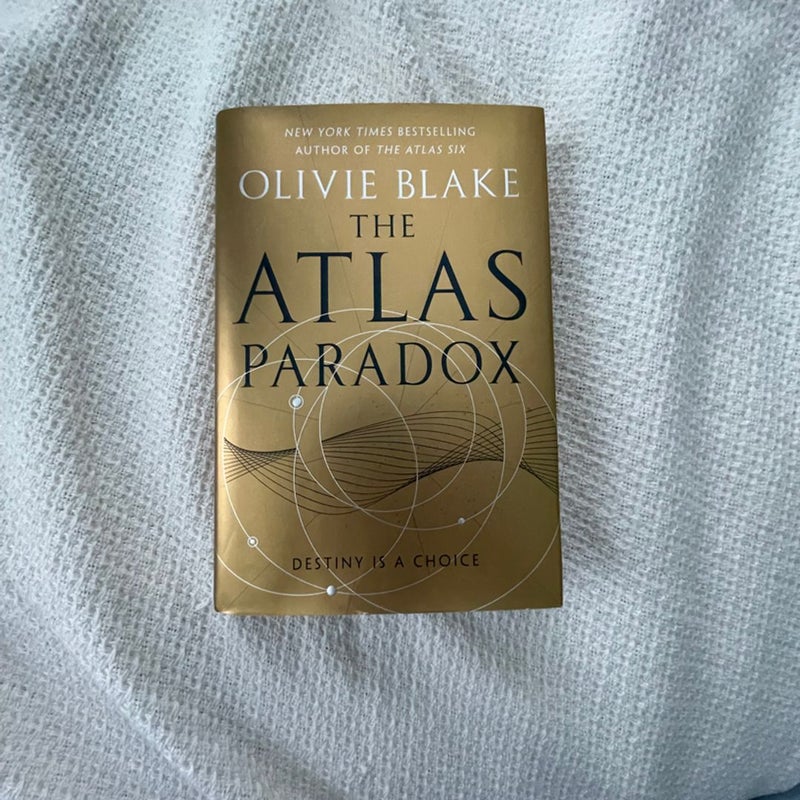 NEW YORK TIMES BESTSELLING
AUTHOR OF THE ATLAS SIX
OLIVIE BLAKE
THE
ATLAS
PARADOX
DESTINY IS A CHOICE